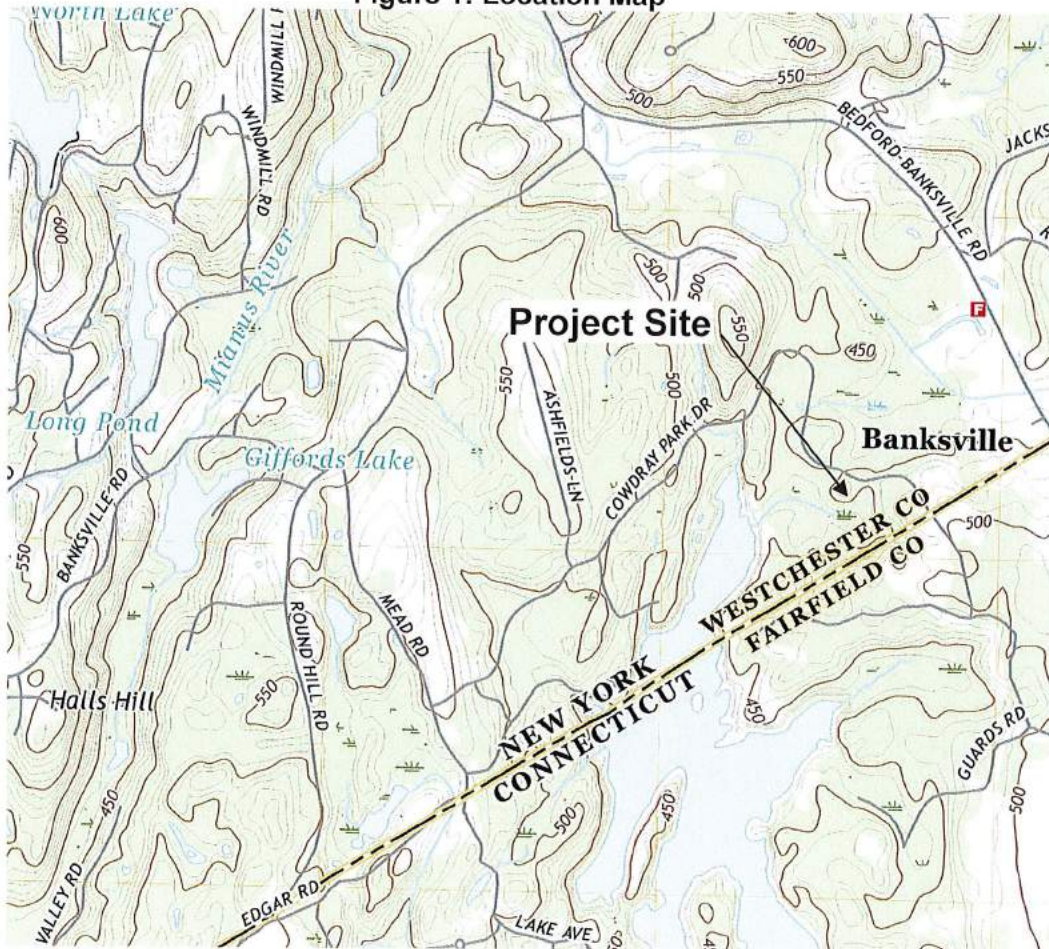 Figure 1: Location Map
North Lake
WINDMILL
WINDMILL RD
600
500
550
600
BEDFORD-BANKSVILLE RD
JACKS
Mianus River
500
500
550
Project Site
F
450
550
500
Long Pond
Giffords Lake
ASHFIELDS LN
COWDRAY PARK DR
Banksville
BANKSVILLE RD
550
500
WESTCHESTER CO
FAIRFIELD CO
ROUND HILL RD
MEAD RD
Halls Hill
550
NEW YORK
CONNECTICUT
450
GUARDS RD
450
500
450
500
VALLEY RD
EDGAR RD
LAKE AVE